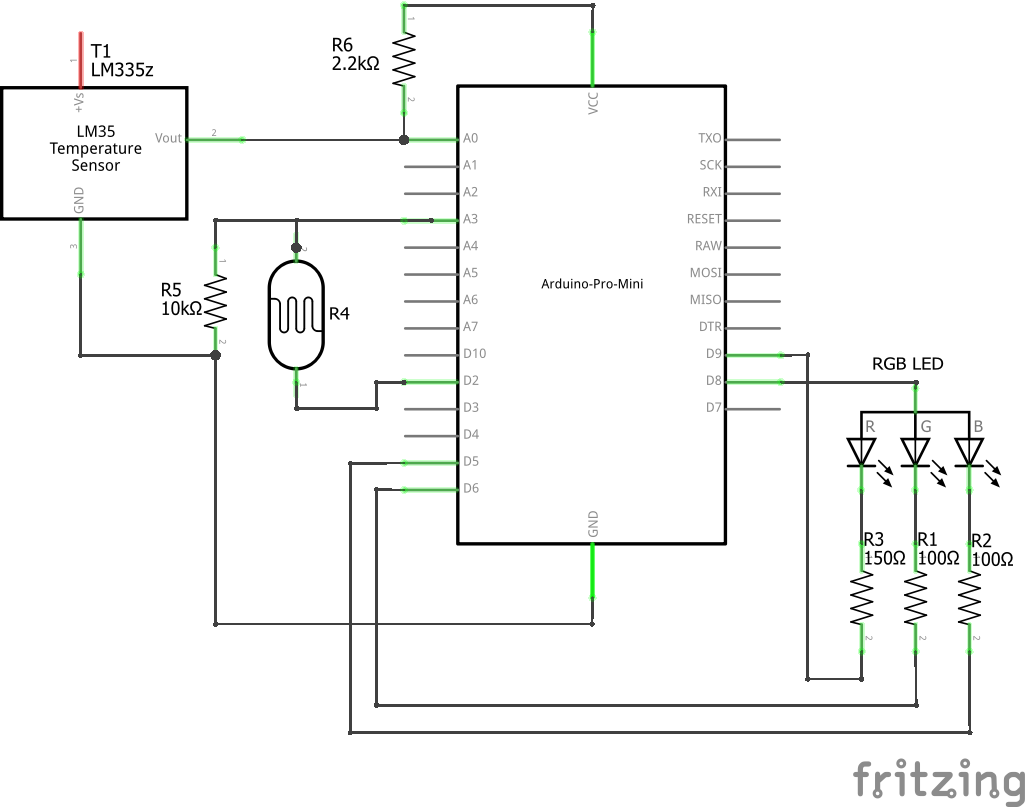 1
T1
LM335z
+Vs
LM35
Temperature
Sensor
Vout
2
GND
3
R6
2.2kΩ
1
2
VCC
A0
A1
A2
A3
A4
A5
A6
A7
D10
D2
D3
D4
D5
D6
Arduino-Pro-Mini
TXO
SCK
RXI
RESET
RAW
MOSI
MISO
DTR
D9
D8
D7
GND
R5
10kΩ
1
2
R4
2
1
RGB LED
R
G
B
R3
150Ω
R1
100Ω
R2
100Ω
2
2
2
fritzing